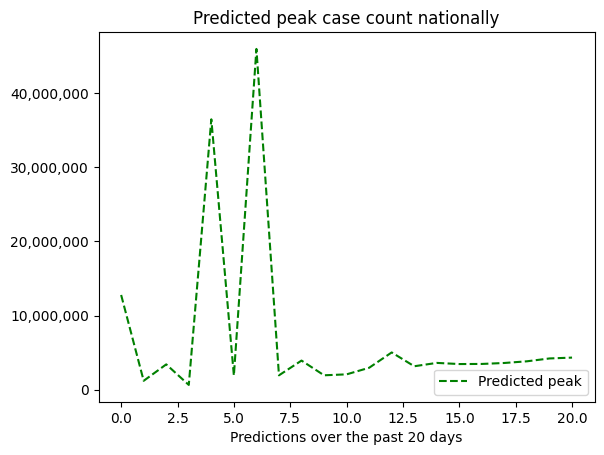 Predicted peak case count nationally
40,000,000
30,000,000
20,000,000
10,000,000
0
Predicted peak
0.0 2.5 5.0 7.5 10.0 12.5 15.0 17.5 20.0
Predictions over the past 20 days